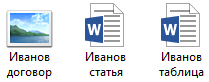 Иванов договор
Иванов статья
Иванов таблица